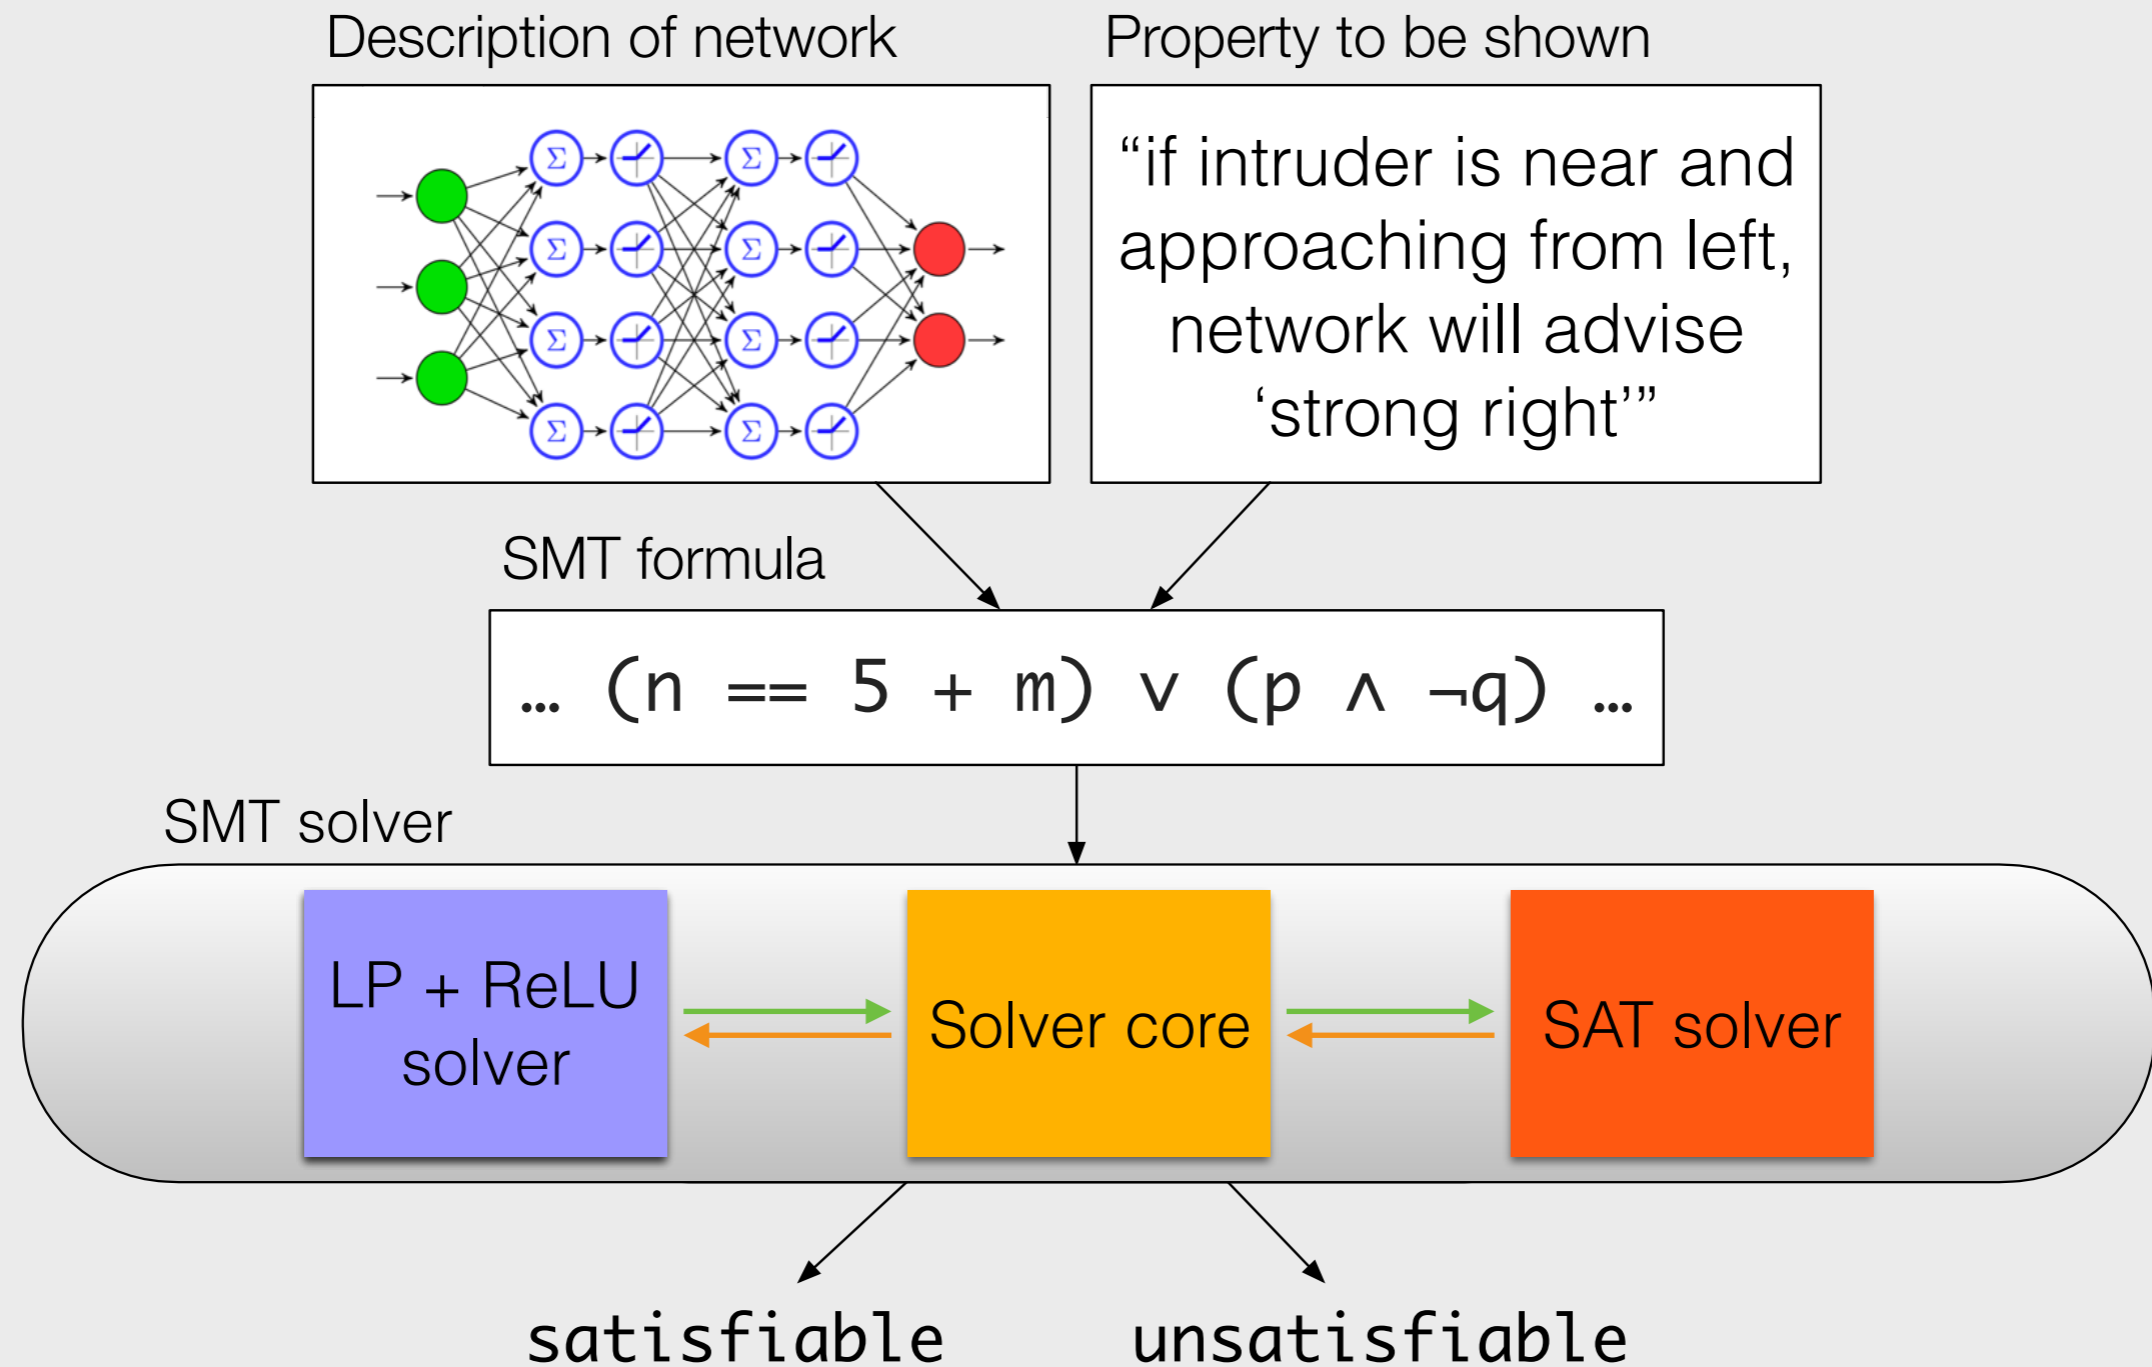 Description of network
Property to be shown
Σ Σ
Σ Σ
Σ Σ
Σ Σ
“if intruder is near and
approaching from left,
network will advise
‘strong right’”
SMT formula
… (n == 5 + m) ∨ (p ∧ ¬q) …
SMT solver
LP + ReLU
solver
Solver core
SAT solver
satisfiable
unsatisfiable